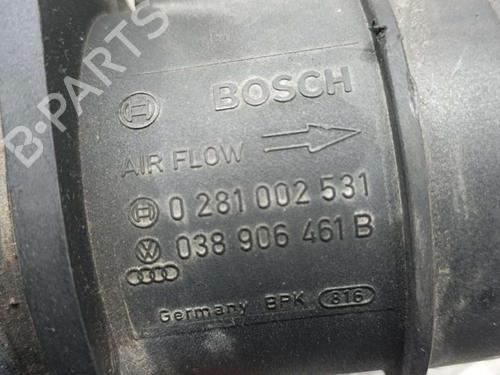 B-PARTS
BOSCH
AIR FLOW
0 281 002 531
038 906 461 B
Germany BPK 816